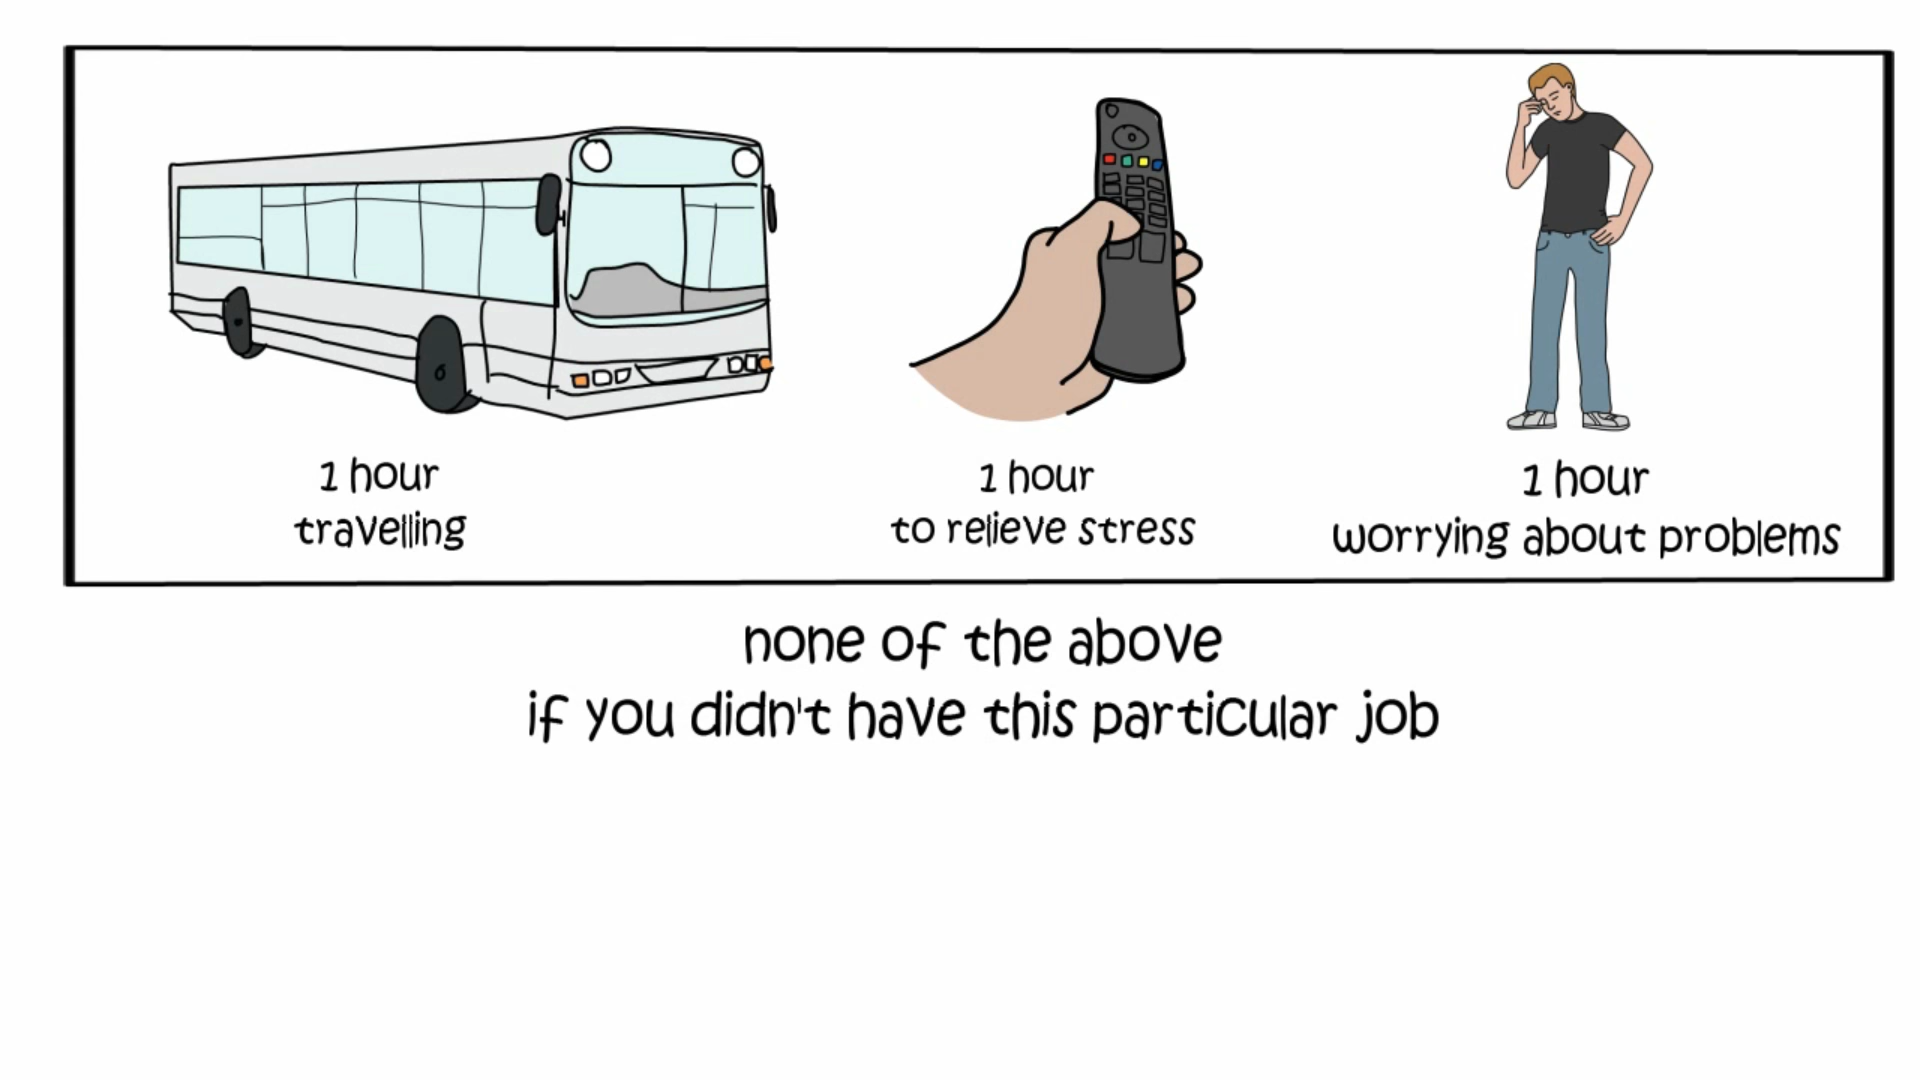 1 hour
travelling
1 hour
to relieve stress
1 hour
worrying about problems
none of the above
if you didn't have this particular job